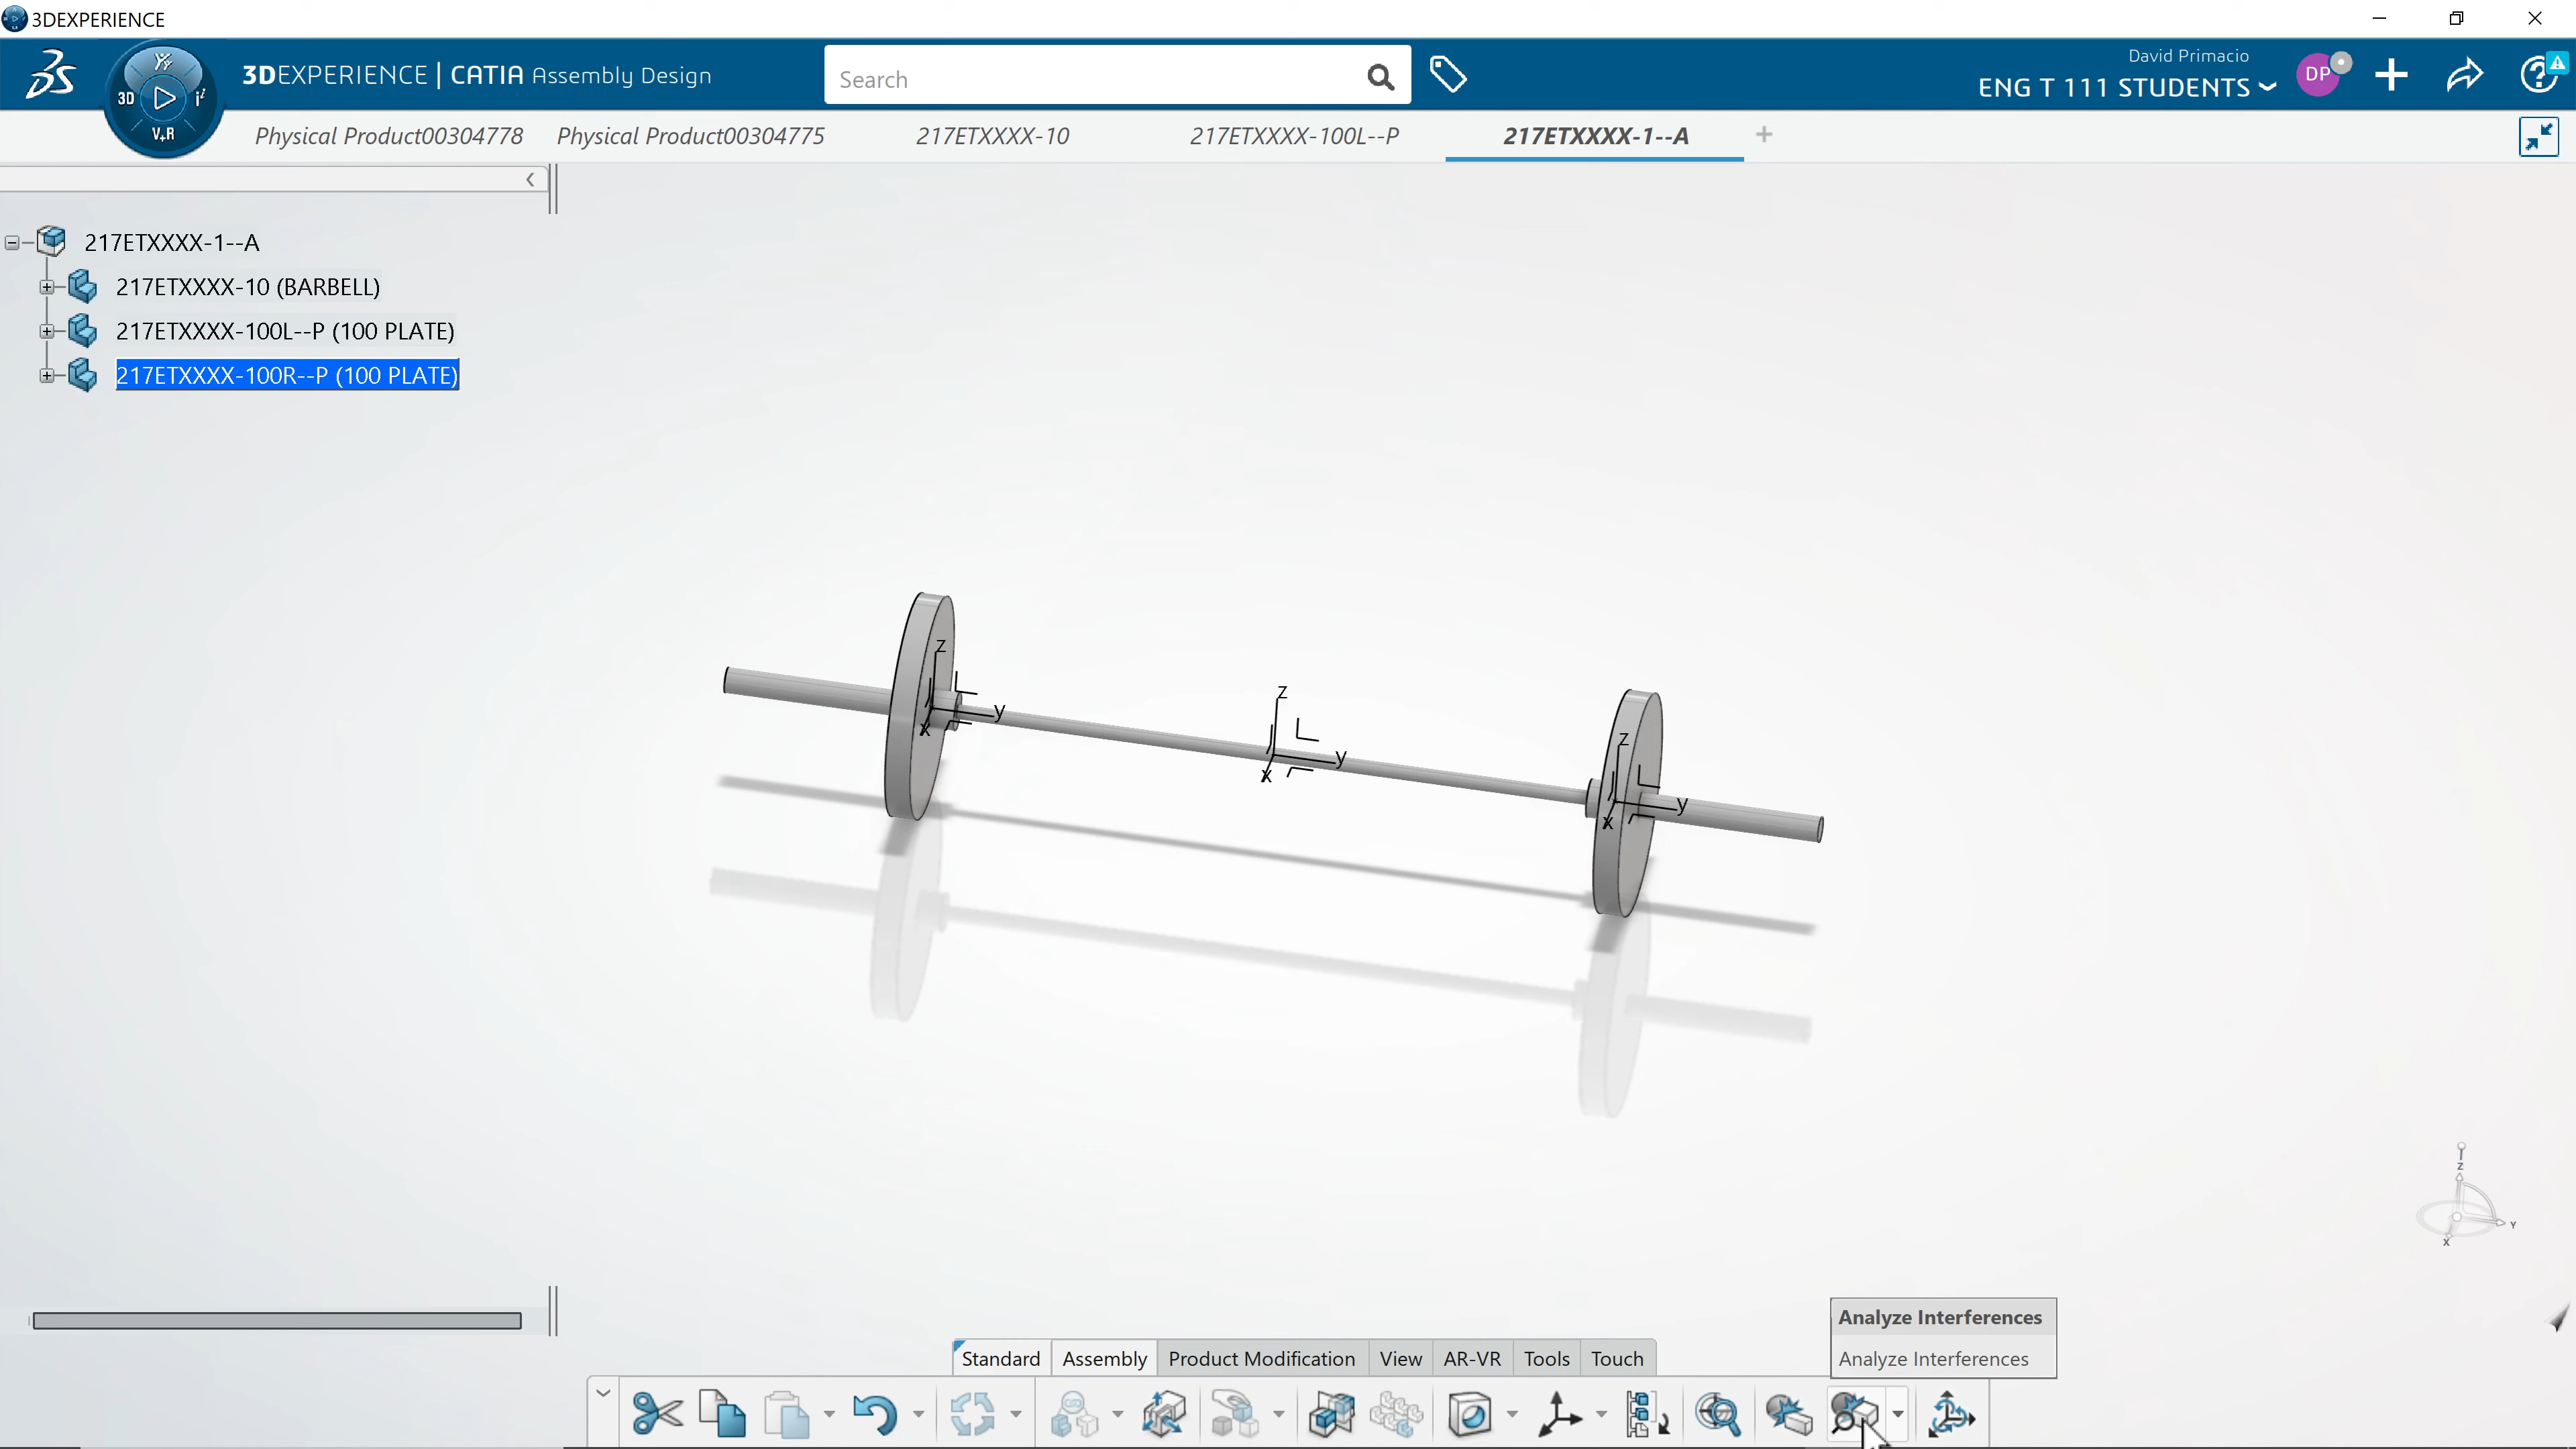 3DEXPERIENCE
3DEXPERIENCE | CATIA Assembly Design
Search
David Primacio
ENG T 111 STUDENTS
DP
3D
V+R
Physical Product00304778
Physical Product00304775
217ETXXXX-10
217ETXXXX-100L--P
217ETXXXX-1--A
217ETXXXX-1--A
217ETXXXX-10 (BARBELL)
217ETXXXX-100L--P (100 PLATE)
217ETXXXX-100R--P (100 PLATE)
z
y
x
z
y
x
z
y
x
z
Y
X
Analyze Interferences
Analyze Interferences
Standard
Assembly
Product Modification
View
AR-VR
Tools
Touch